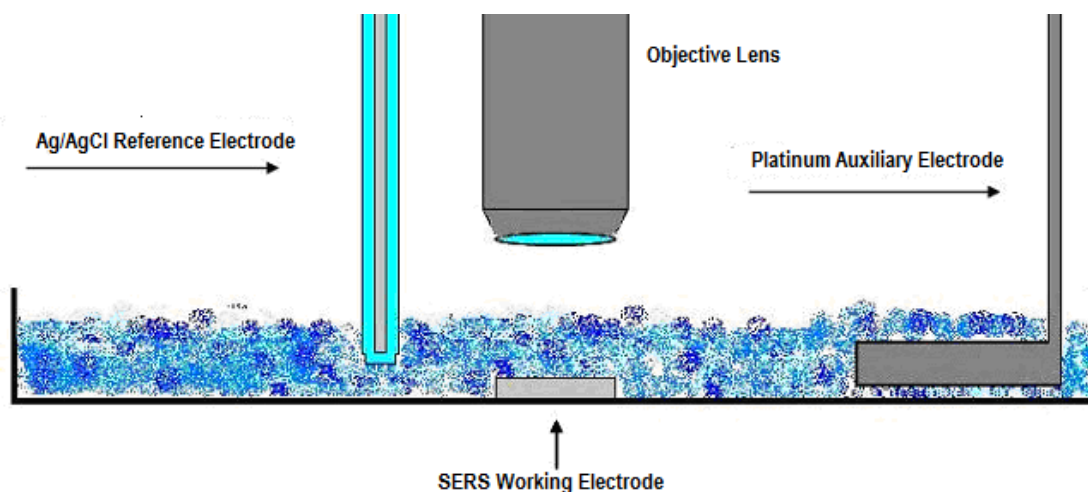 Objective Lens
Ag/AgCl Reference Electrode
Platinum Auxiliary Electrode
SERS Working Electrode